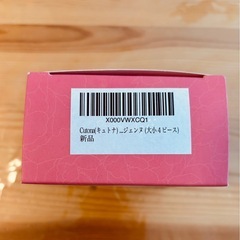 X000VWXCQ1
Cutona(キュトナ) ...ジェンヌ (大小4ピース)
新品